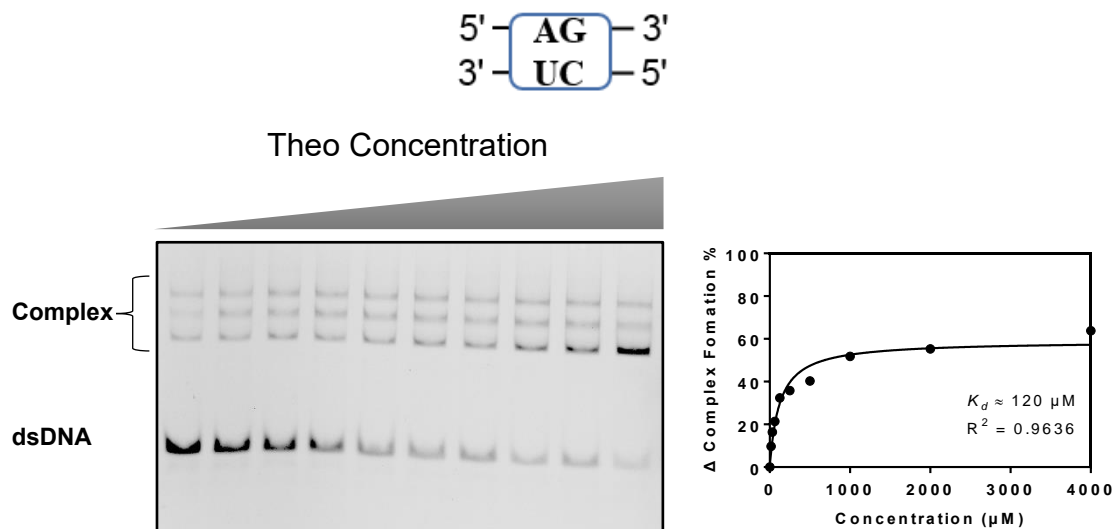 5' AG 3'
3' UC 5'
Theo Concentration
Complex
dsDNA
Δ Complex Fomation %
100
80
60
40
20
0
0 1000 2000 3000 4000
Concentration (µM)
K_d ≈ 120 µM
R² = 0.9636